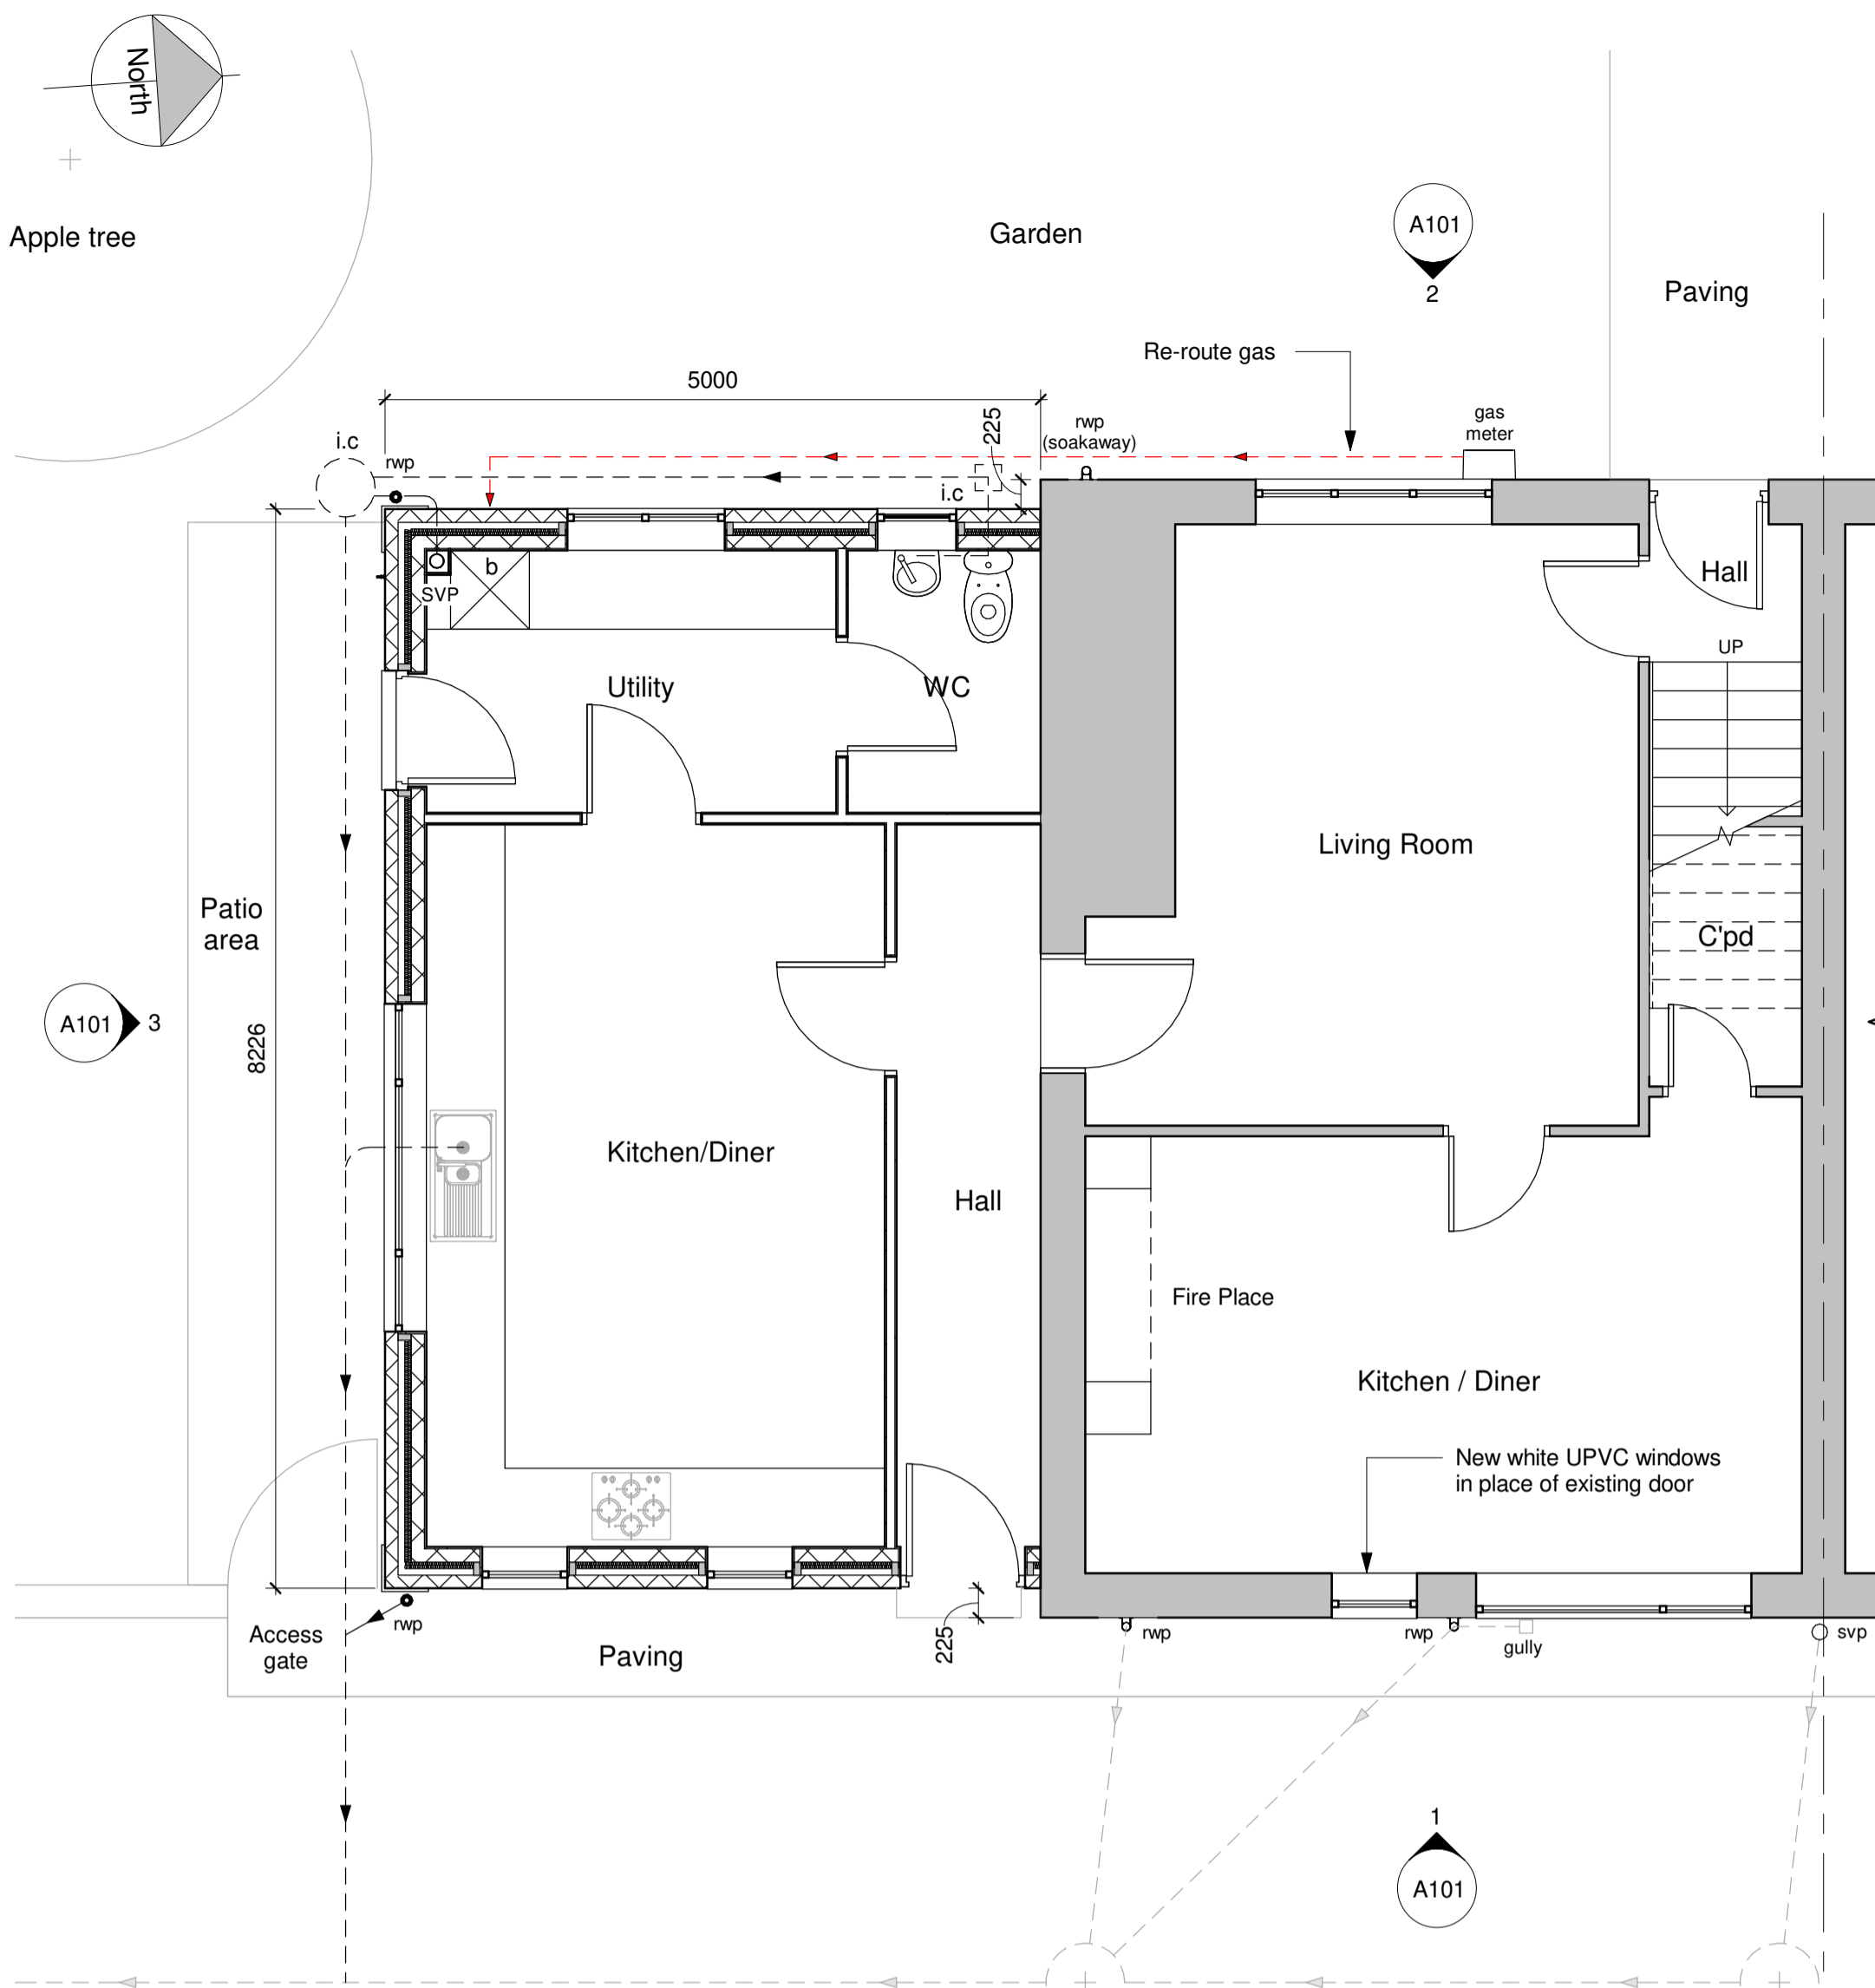 North
Apple tree
Garden
A101
2
Paving
Re-route gas
5000
225
rwp
(soakaway)
gas
meter
i.c
rwp
i.c
b
SVP
Hall
UP
Utility
WC
Living Room
Patio
area
C'pd
A101
3
8226
Kitchen/Diner
Hall
Fire Place
Kitchen / Diner
New white UPVC windows
in place of existing door
Access
gate
rwp
Paving
225
rwp
rwp
gully
svp
1
A101